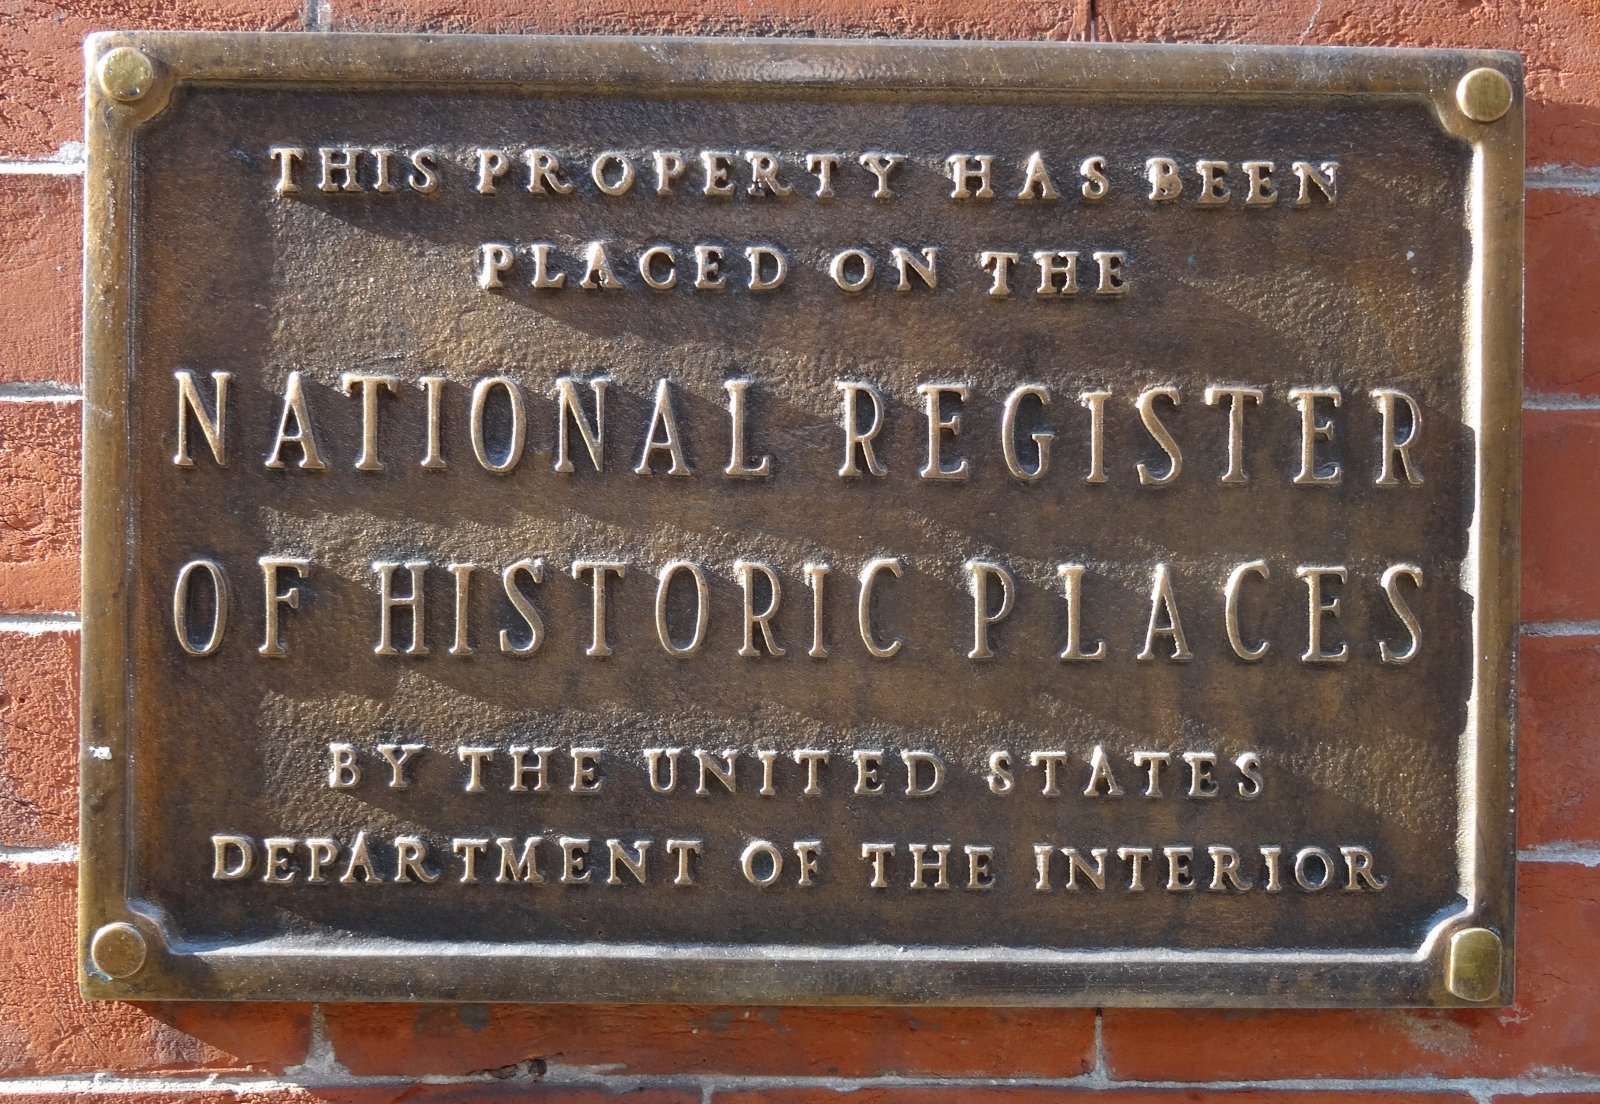 THIS PROPERTY HAS BEEN
PLACED ON THE
NATIONAL REGISTER
OF HISTORIC PLACES
BY THE UNITED STATES
DEPARTMENT OF THE INTERIOR